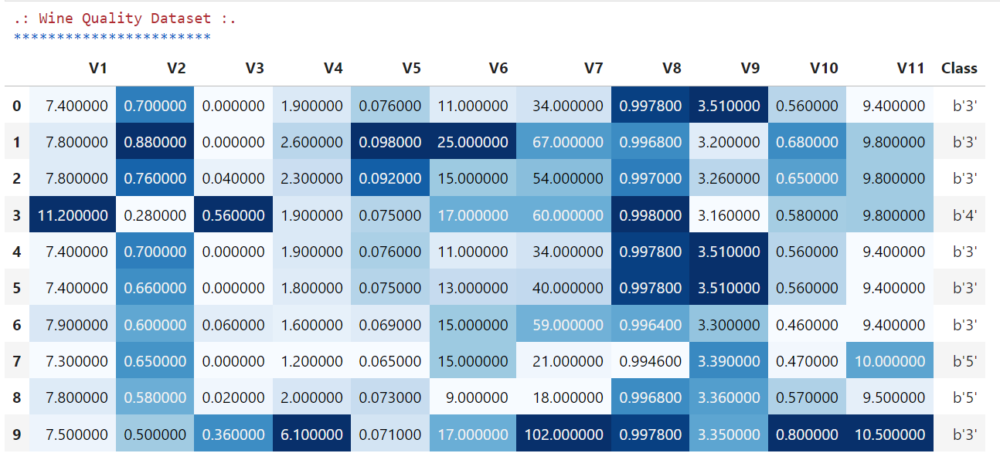 .: Wine Quality Dataset :.
***********************
V1 V2 V3 V4 V5 V6 V7 V8 V9 V10 V11 Class
0 7.400000 0.700000 0.000000 1.900000 0.076000 11.000000 34.000000 0.997800 3.510000 0.560000 9.400000 b'3'
1 7.800000 0.880000 0.000000 2.600000 0.098000 25.000000 67.000000 0.996800 3.200000 0.680000 9.800000 b'3'
2 7.800000 0.760000 0.040000 2.300000 0.092000 15.000000 54.000000 0.997000 3.260000 0.650000 9.800000 b'3'
3 11.200000 0.280000 0.560000 1.900000 0.075000 17.000000 60.000000 0.998000 3.160000 0.580000 9.800000 b'4'
4 7.400000 0.700000 0.000000 1.900000 0.076000 11.000000 34.000000 0.997800 3.510000 0.560000 9.400000 b'3'
5 7.400000 0.660000 0.000000 1.800000 0.075000 13.000000 40.000000 0.997800 3.510000 0.560000 9.400000 b'3'
6 7.900000 0.600000 0.060000 1.600000 0.069000 15.000000 59.000000 0.996400 3.300000 0.460000 9.400000 b'3'
7 7.300000 0.650000 0.000000 1.200000 0.065000 15.000000 21.000000 0.994600 3.390000 0.470000 10.000000 b'5'
8 7.800000 0.580000 0.020000 2.000000 0.073000 9.000000 18.000000 0.996800 3.360000 0.570000 9.500000 b'5'
9 7.500000 0.500000 0.360000 6.100000 0.071000 17.000000 102.000000 0.997800 3.350000 0.800000 10.500000 b'3'